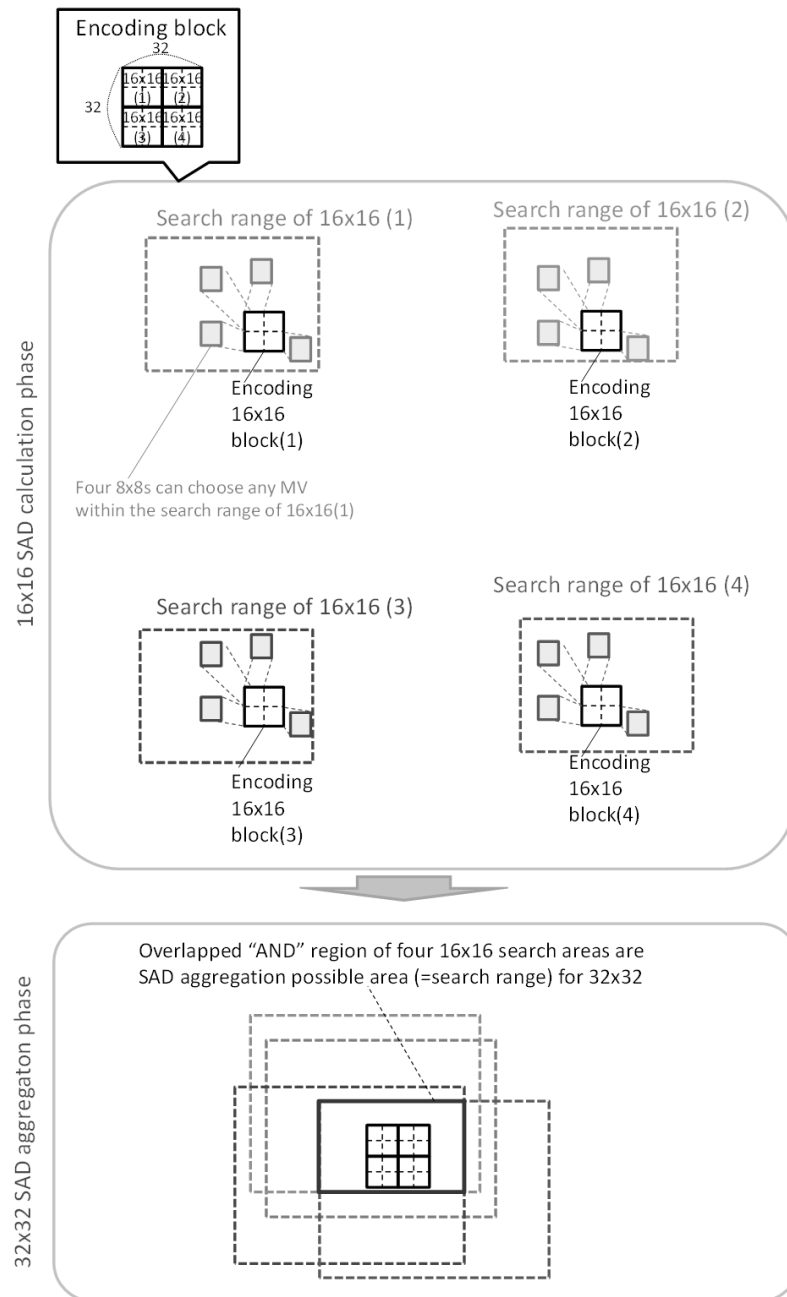 Encoding block
32
32
16x16 16x16
(1) (2)
16x16 16x16
(3) (4)
16x16 SAD calculation phase
Search range of 16x16 (1)
Search range of 16x16 (2)
Encoding
16x16
block(1)
Encoding
16x16
block(2)
Four 8x8s can choose any MV
within the search range of 16x16(1)
Search range of 16x16 (3)
Search range of 16x16 (4)
Encoding
16x16
block(3)
Encoding
16x16
block(4)
32x32 SAD aggregaton phase
Overlapped “AND” region of four 16x16 search areas are
SAD aggregation possible area (=search range) for 32x32